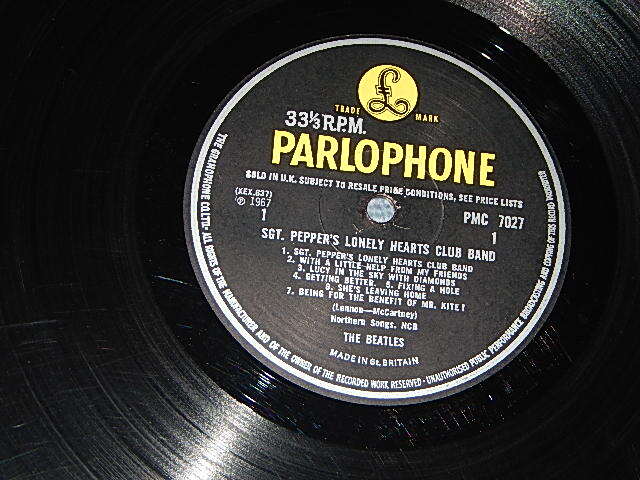 £
TRADE MARK
33⅓ R.P.M.
PARLOPHONE
SOLD IN U.K. SUBJECT TO RESALE PRICE CONDITIONS, SEE PRICE LISTS
(XEX.637)
℗ 1967
PMC 7027
1
1
SGT. PEPPER'S LONELY HEARTS CLUB BAND
1. SGT. PEPPER'S LONELY HEARTS CLUB BAND
2. WITH A LITTLE HELP FROM MY FRIENDS
3. LUCY IN THE SKY WITH DIAMONDS
4. GETTING BETTER. 5. FIXING A HOLE
6. SHE'S LEAVING HOME
7. BEING FOR THE BENEFIT OF MR. KITE!
(Lennon—McCartney)
Northern Songs, NCB
THE BEATLES
MADE IN GT. BRITAIN
THE GRAMOPHONE CO. LTD. ALL RIGHTS OF THE MANUFACTURER AND OF THE OWNER OF THE RECORDED WORK RESERVED · UNAUTHORISED PUBLIC PERFORMANCE BROADCASTING AND COPYING OF THIS RECORD PROHIBITED